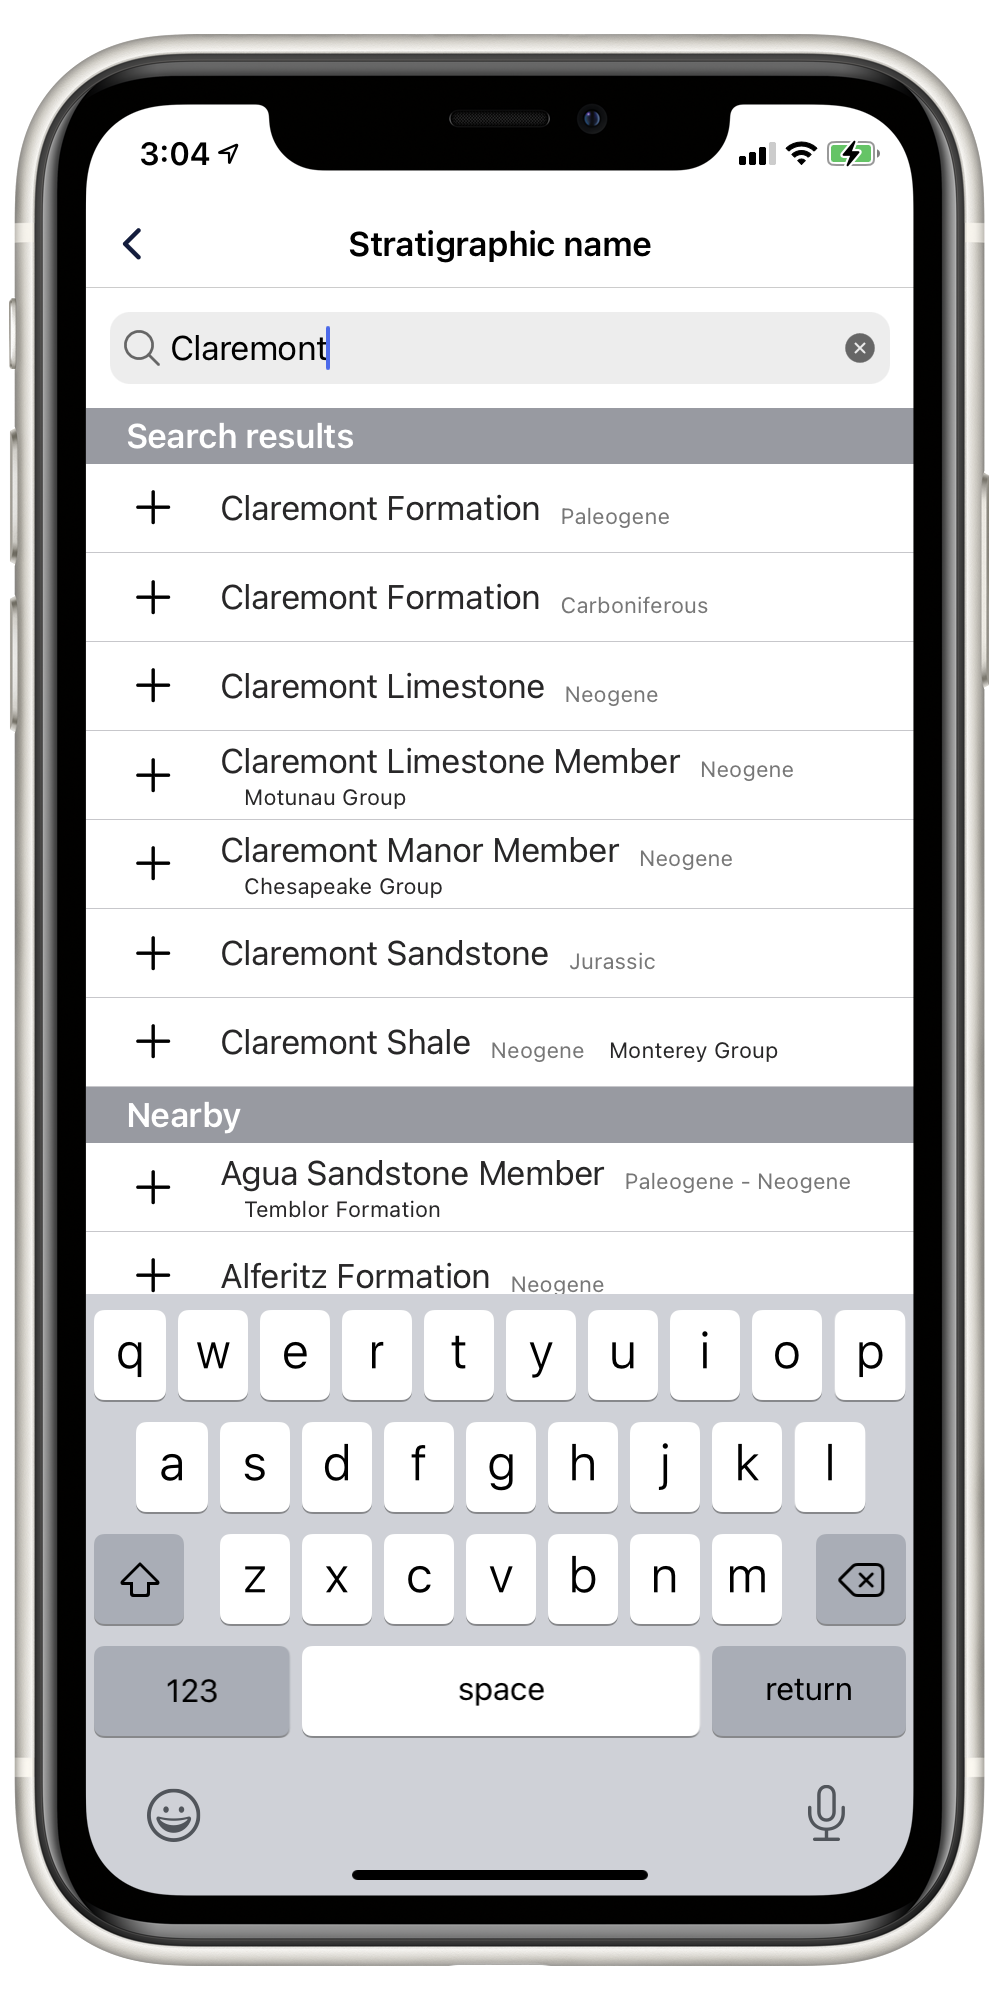 3:04
Stratigraphic name
Claremont
Search results
Claremont Formation Paleogene
Claremont Formation Carboniferous
Claremont Limestone Neogene
Claremont Limestone Member Neogene
Motunau Group
Claremont Manor Member Neogene
Chesapeake Group
Claremont Sandstone Jurassic
Claremont Shale Neogene Monterey Group
Nearby
Agua Sandstone Member Paleogene - Neogene
Temblor Formation
Alferitz Formation Neogene
q w e r t y u i o p
a s d f g h j k l
z x c v b n m
123 space return